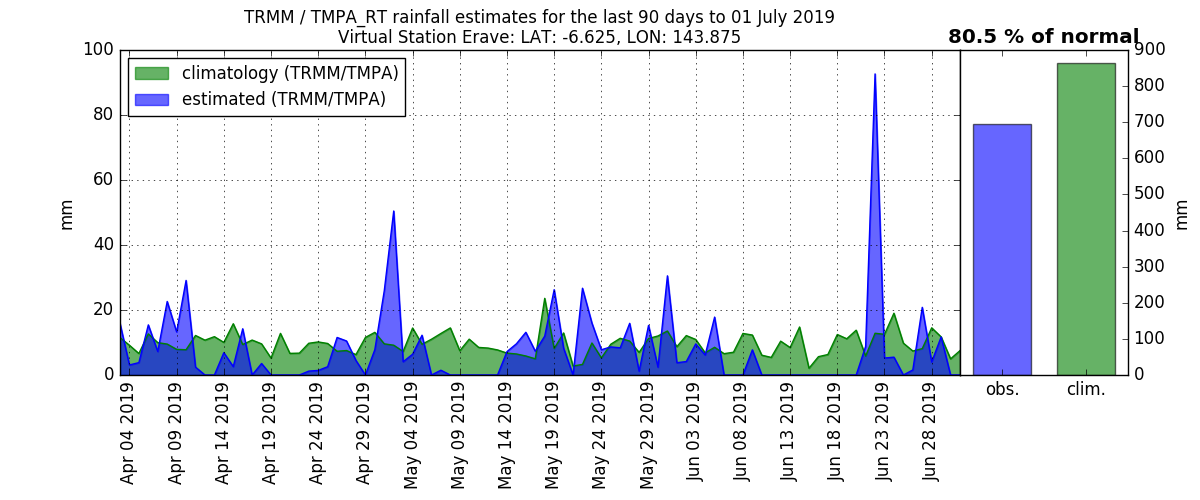 TRMM / TMPA_RT rainfall estimates for the last 90 days to 01 July 2019
Virtual Station Erave: LAT: -6.625, LON: 143.875
80.5 % of normal
climatology (TRMM/TMPA)
estimated (TRMM/TMPA)
100
80
60
40
20
0
mm
Apr 04 2019
Apr 09 2019
Apr 14 2019
Apr 19 2019
Apr 24 2019
Apr 29 2019
May 04 2019
May 09 2019
May 14 2019
May 19 2019
May 24 2019
May 29 2019
Jun 03 2019
Jun 08 2019
Jun 13 2019
Jun 18 2019
Jun 23 2019
Jun 28 2019
obs.
clim.
900
800
700
600
500
400
300
200
100
0
mm